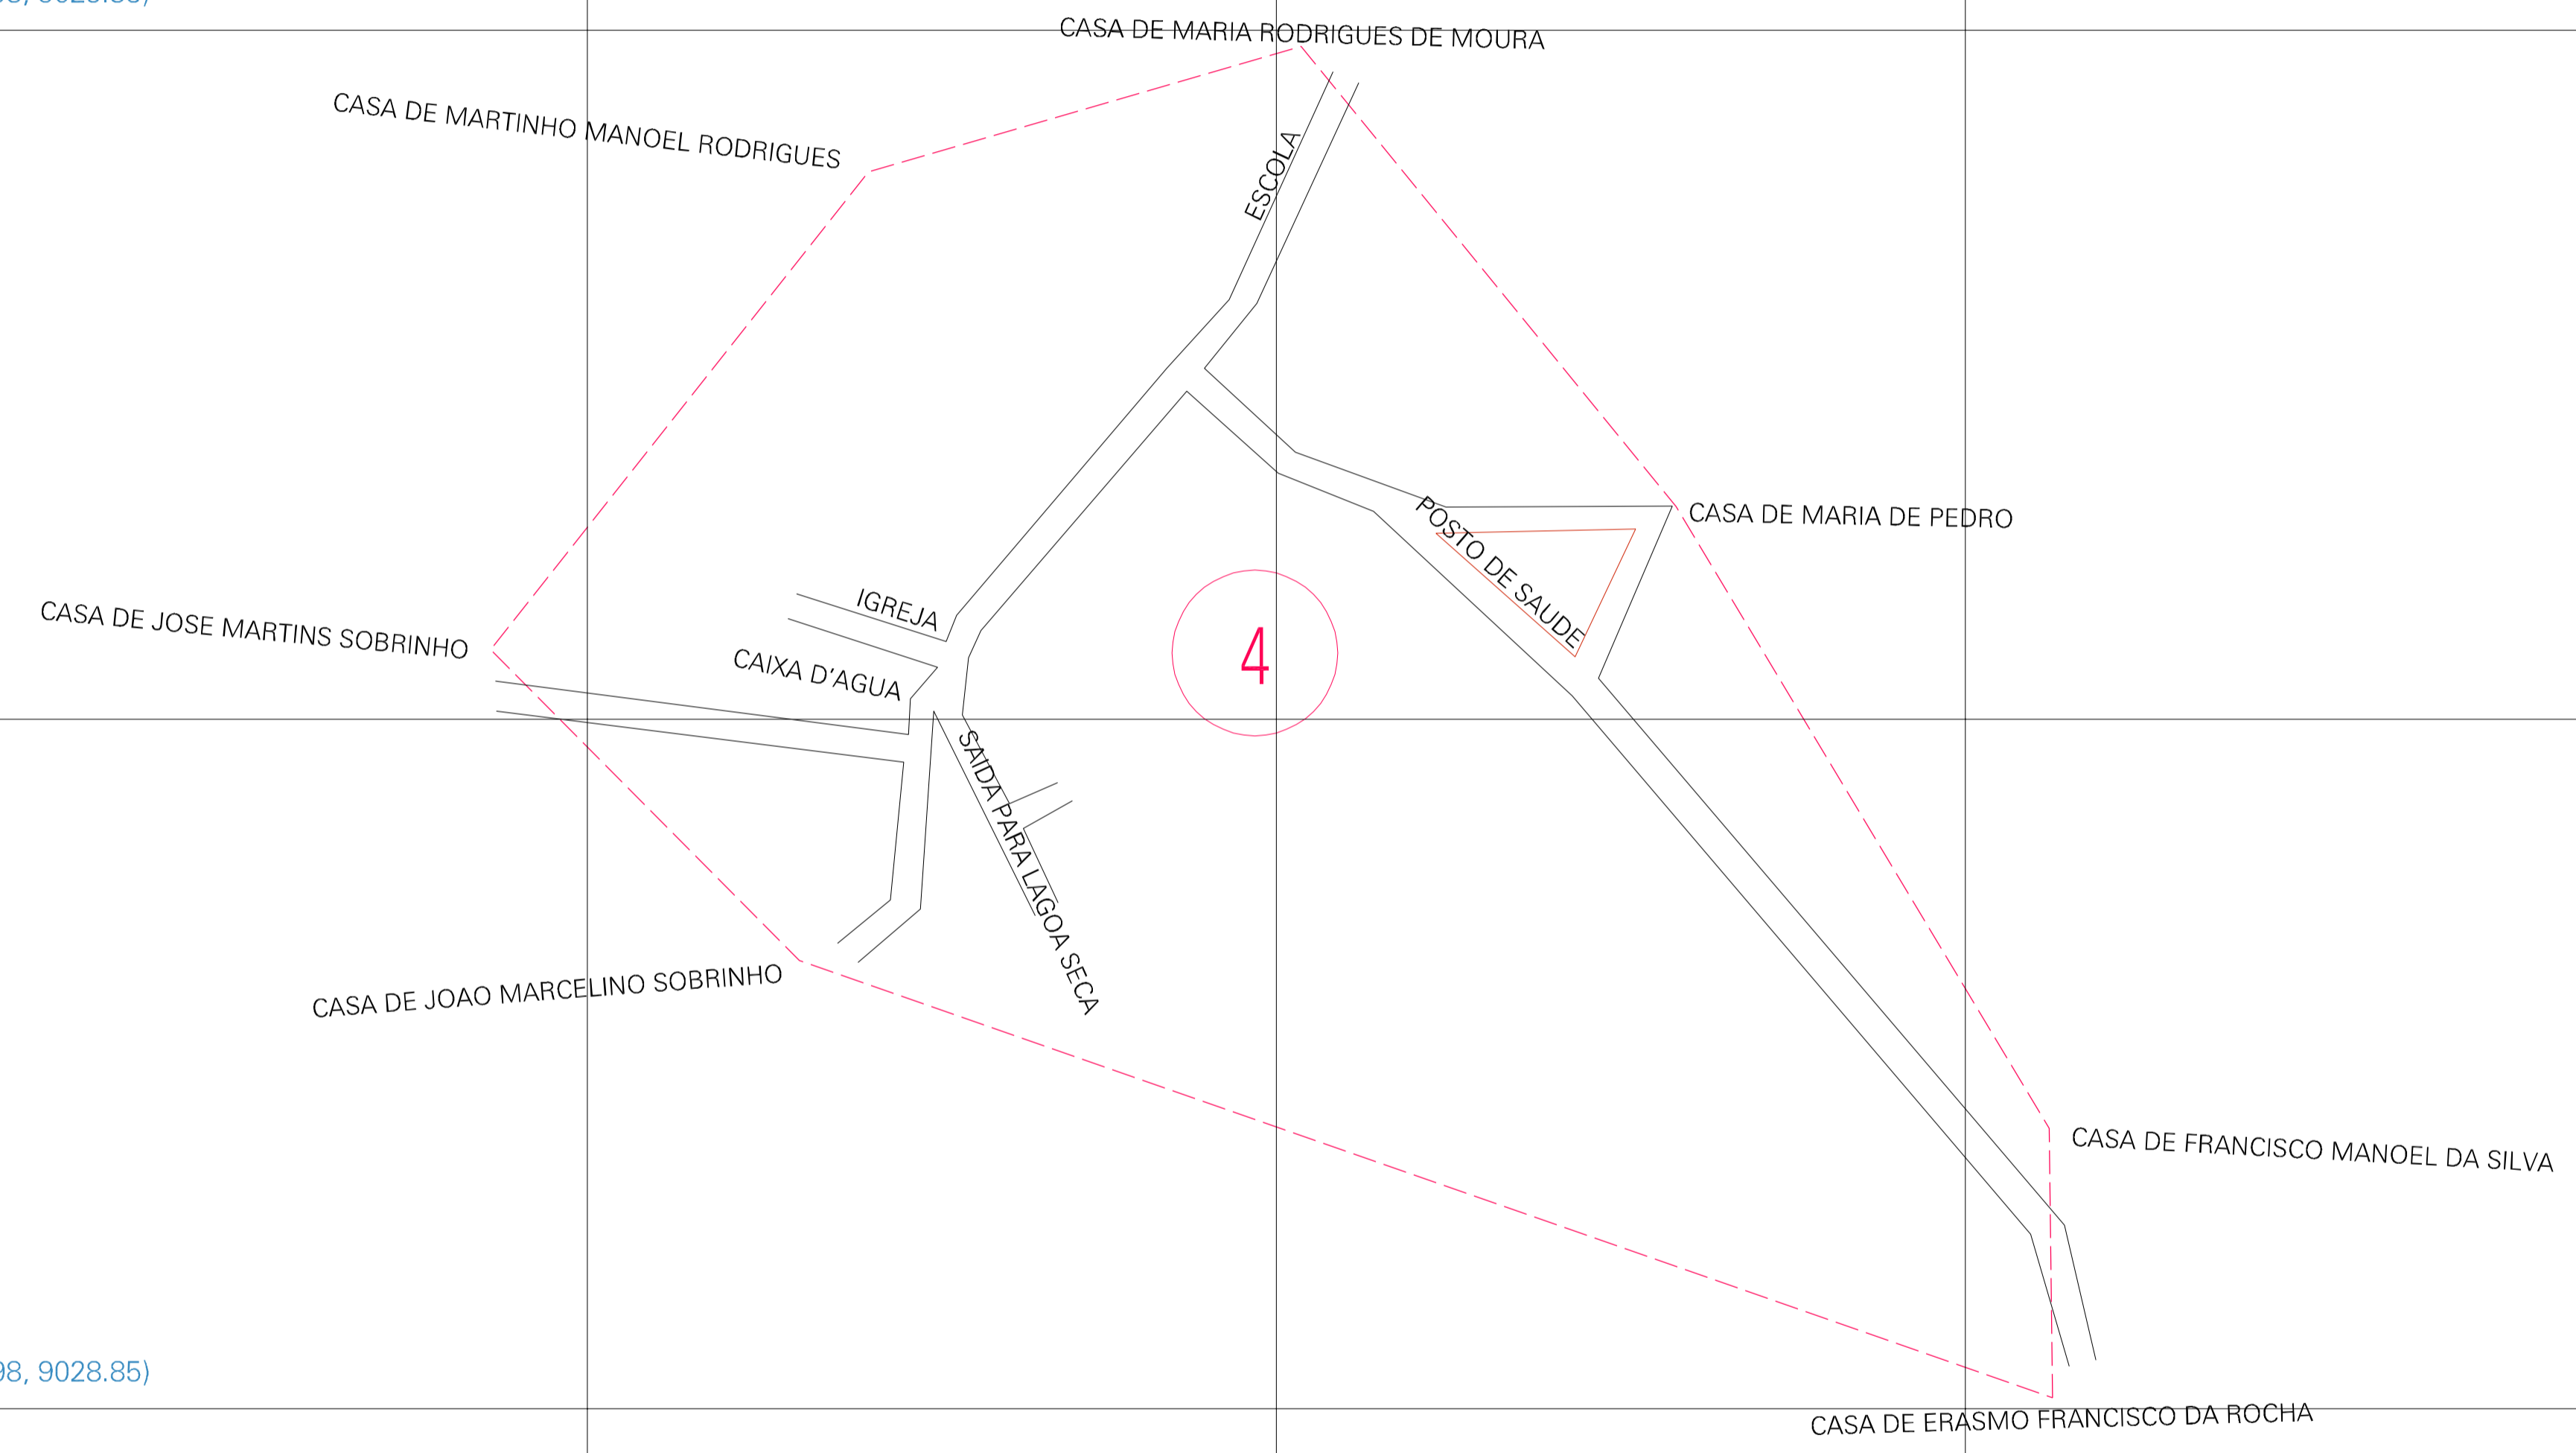 CASA DE MARIA RODRIGUES DE MOURA
CASA DE MARTINHO MANOEL RODRIGUES
ESCOLA
POSTO DE SAUDE
CASA DE MARIA DE PEDRO
IGREJA
CASA DE JOSE MARTINS SOBRINHO
4
CAIXA D'AGUA
SAIDA PARA LAGOA SECA
CASA DE JOAO MARCELINO SOBRINHO
CASA DE FRANCISCO MANOEL DA SILVA
98, 9028.85)
CASA DE ERASMO FRANCISCO DA ROCHA